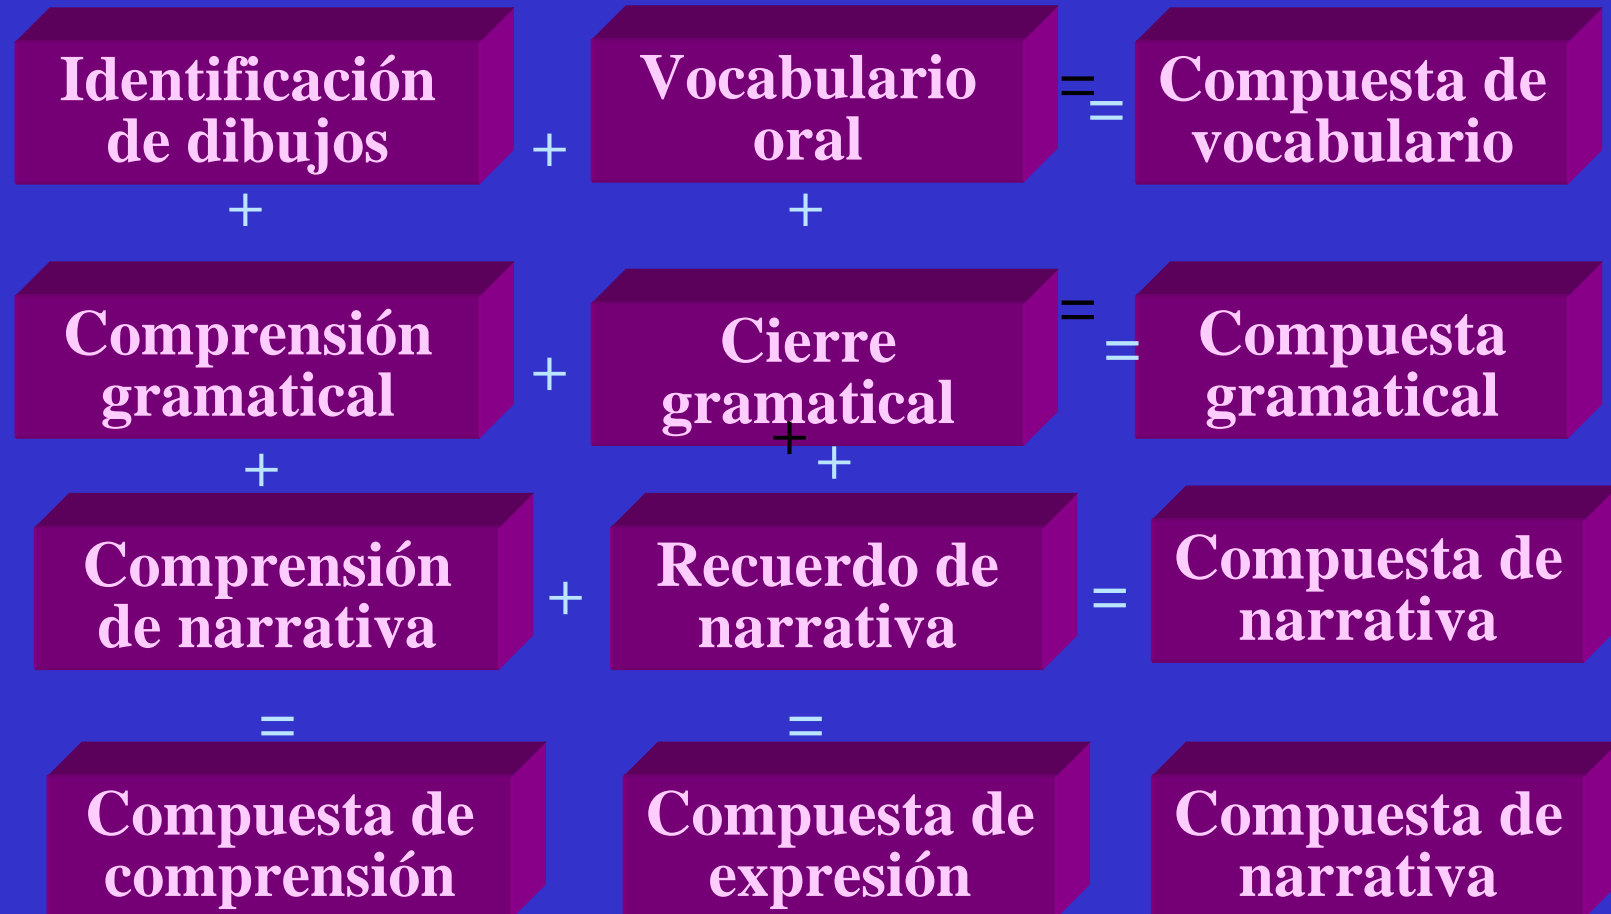 Identificación
de dibujos
+
Vocabulario
oral
=
=
Compuesta de
vocabulario
+
+
Comprensión
gramatical
+
Cierre
gramatical
=
=
Compuesta
gramatical
+
+
+
Comprensión
de narrativa
+
Recuerdo de
narrativa
=
Compuesta de
narrativa
=
=
Compuesta de
comprensión
Compuesta de
expresión
Compuesta de
narrativa